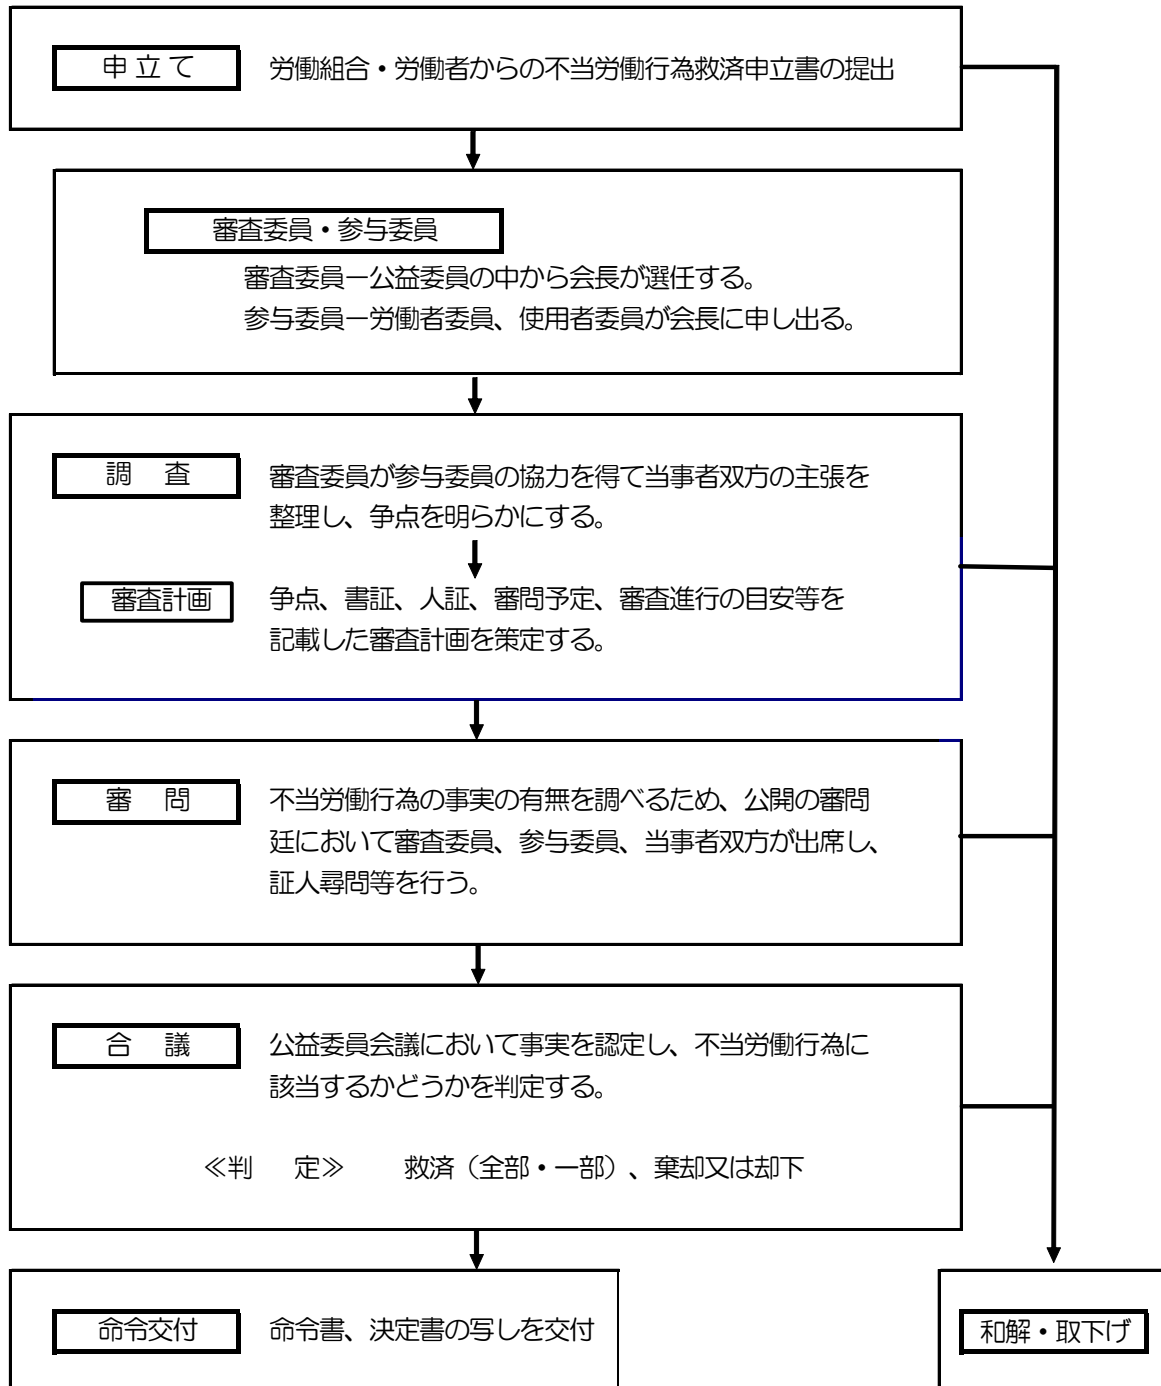 申立て 労働組合・労働者からの不当労働行為救済申立書の提出
審査委員・参与委員
審査委員ー公益委員の中から会長が選任する。
参与委員ー労働者委員、使用者委員が会長に申し出る。
調 査 審査委員が参与委員の協力を得て当事者双方の主張を
整理し、争点を明らかにする。
審査計画 争点、書証、人証、審問予定、審査進行の目安等を
記載した審査計画を策定する。
審 問 不当労働行為の事実の有無を調べるため、公開の審問
廷において審査委員、参与委員、当事者双方が出席し、
証人尋問等を行う。
合 議 公益委員会議において事実を認定し、不当労働行為に
該当するかどうかを判定する。
≪判 定≫ 救済（全部・一部）、棄却又は却下
命令交付 命令書、決定書の写しを交付
和解・取下げ